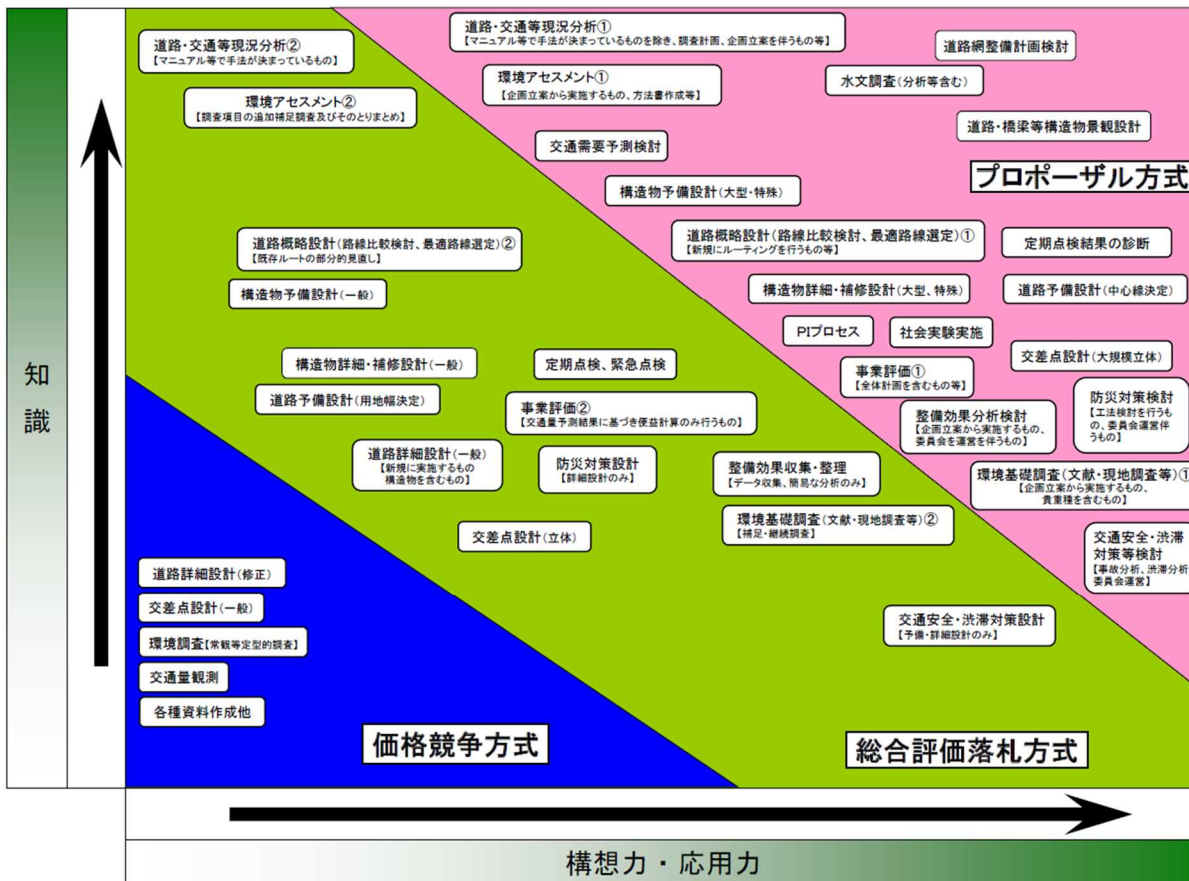 道路・交通等現況分析①
【マニュアル等で手法が決まっているものを除き、調査計画、企画立案を伴うもの等】
道路・交通等現況分析②
【マニュアル等で手法が決まっているもの】
道路網整備計画検討
環境アセスメント①
【企画立案から実施するもの、方法書作成等】
水文調査(分析等含む)
環境アセスメント②
【調査項目の追加補足調査及びそのとりまとめ】
道路・橋梁等構造物景観設計
交通需要予測検討
プロポーザル方式
構造物予備設計(大型・特殊)
道路概略設計(路線比較検討、最適路線選定)②
【既存ルートの部分的見直し】
道路概略設計(路線比較検討、最適路線選定)①
【新規にルーティングを行うもの等】
定期点検結果の診断
構造物予備設計(一般)
構造物詳細・補修設計(大型、特殊)
道路予備設計(中心線決定)
PIプロセス
社会実験実施
構造物詳細・補修設計(一般)
定期点検、緊急点検
交差点設計(大規模立体)
事業評価①
【全体計画を含むもの等】
道路予備設計(用地幅決定)
事業評価②
【交通量予測結果に基づき便益計算のみ行うもの】
整備効果分析検討
【企画立案から実施するもの、
委員会を運営を伴うもの】
防災対策検討
【工法検討を行うも
の、委員会運営伴
うもの】
知
識
道路詳細設計(一般)
【新規に実施するもの
構造物を含むもの】
防災対策設計
【詳細設計のみ】
整備効果収集・整理
【データ収集、簡易な分析のみ】
環境基礎調査(文献・現地調査等)①
【企画立案から実施するもの、
貴重種を含むもの】
環境基礎調査(文献・現地調査等)②
【補足・継続調査】
交差点設計(立体)
交通安全・渋滞
対策等検討
【事故分析、渋滞分析
委員会運営】
道路詳細設計(修正)
交差点設計(一般)
環境調査【常観等定型的調査】
交通量観測
各種資料作成他
交通安全・渋滞対策設計
【予備・詳細設計のみ】
価格競争方式
総合評価落札方式
構想力・応用力